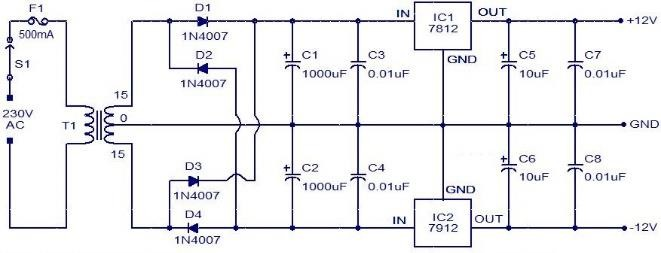 F1
500mA
S1
230V
AC
T1
15
0
15
D1
1N4007
D2
1N4007
D3
1N4007
D4
1N4007
+
C1
1000uF
C3
0.01uF
+
C2
1000uF
C4
0.01uF
IN
IC1
7812
OUT
GND
+
C5
10uF
C7
0.01uF
+12V
GND
+
C6
10uF
C8
0.01uF
GND
IN
IC2
7912
OUT
-12V